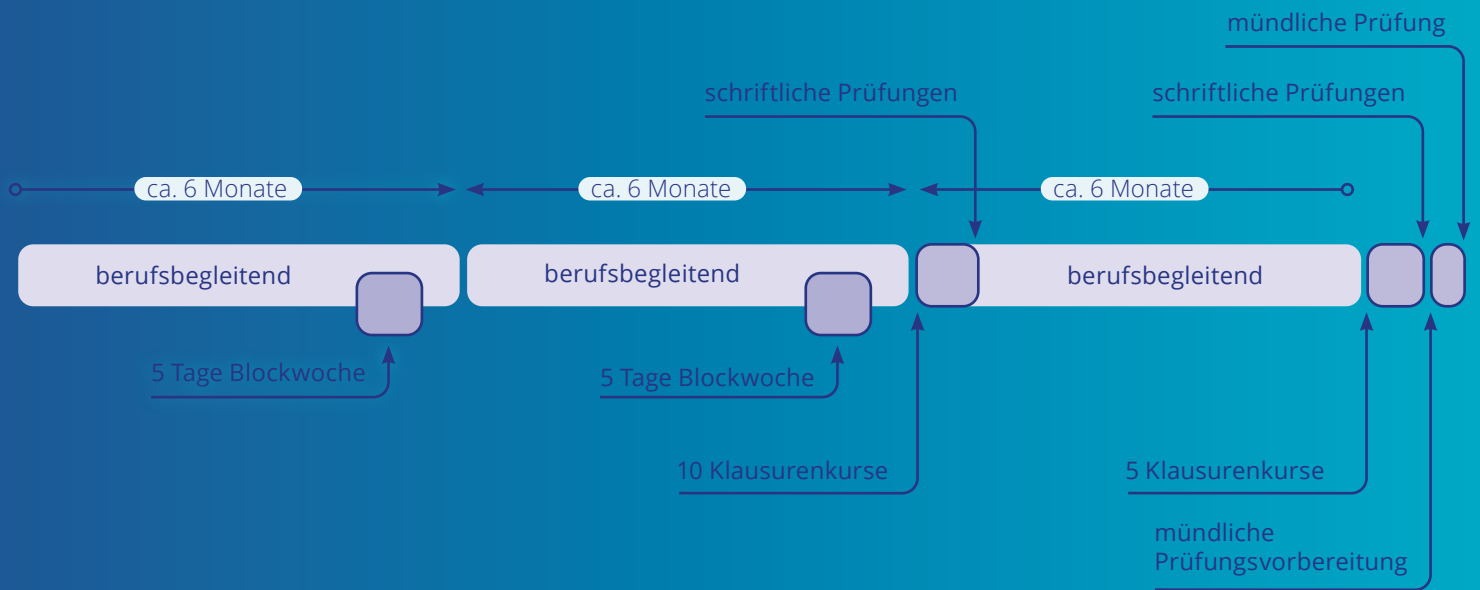 mündliche Prüfung
schriftliche Prüfungen
schriftliche Prüfungen
ca. 6 Monate
ca. 6 Monate
ca. 6 Monate
berufsbegleitend
berufsbegleitend
berufsbegleitend
5 Tage Blockwoche
5 Tage Blockwoche
10 Klausurenkurse
5 Klausurenkurse
mündliche
Prüfungsvorbereitung